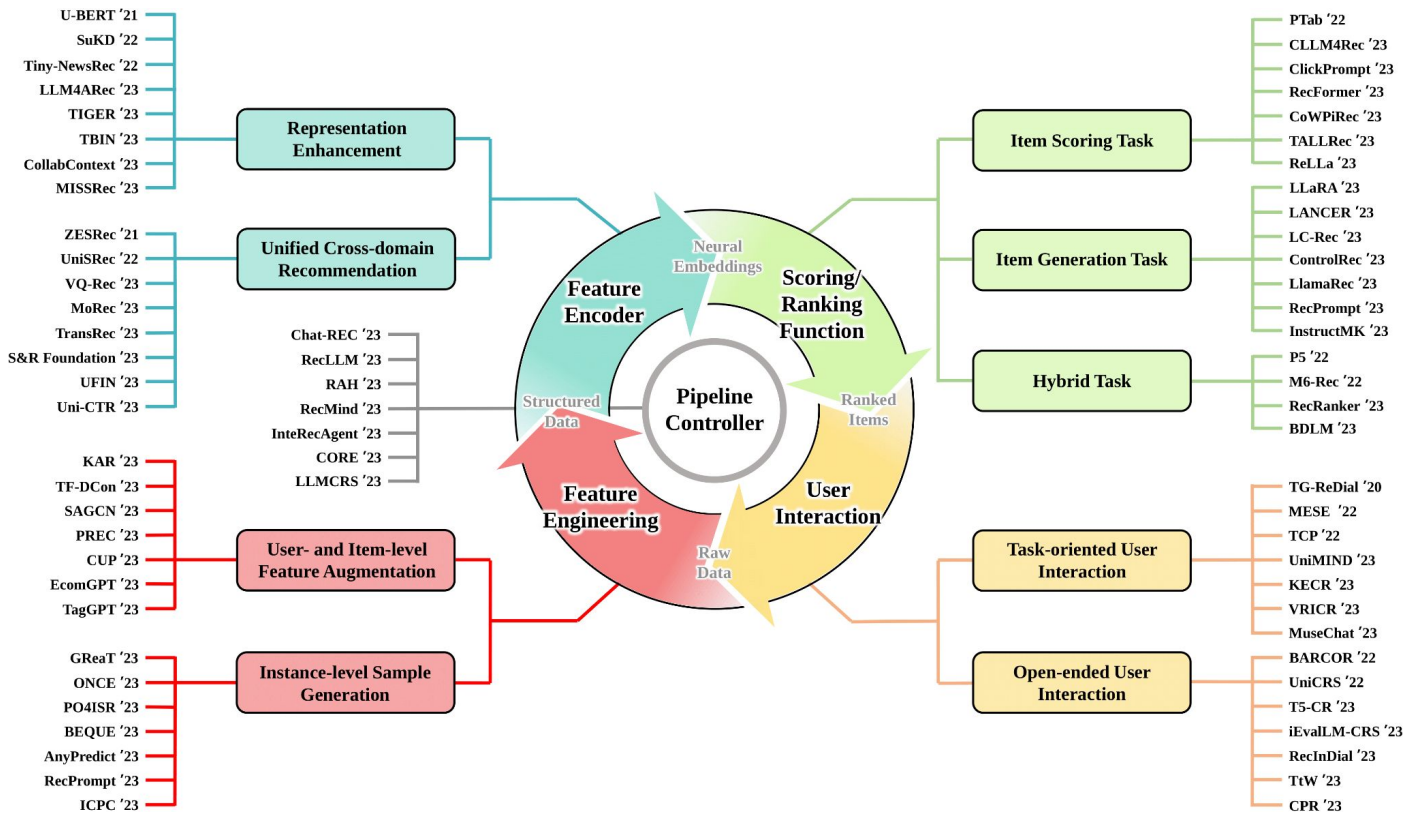 U-BERT ′21
SuKD ′22
Tiny-NewsRec ′22
LLM4ARec ′23
TIGER ′23
TBIN ′23
CollabContext ′23
MISSRec ′23
Representation
Enhancement
ZESRec ′21
UniSRec ′22
VQ-Rec ′23
MoRec ′23
TransRec ′23
S&R Foundation ′23
UFIN ′23
Uni-CTR ′23
Unified Cross-domain
Recommendation
Chat-REC ′23
RecLLM ′23
RAH ′23
RecMind ′23
InteRecAgent ′23
CORE ′23
LLMCRS ′23
KAR ′23
TF-DCon ′23
SAGCN ′23
PREC ′23
CUP ′23
EcomGPT ′23
TagGPT ′23
User- and Item-level
Feature Augmentation
GReaT ′23
ONCE ′23
PO4ISR ′23
BEQUE ′23
AnyPredict ′23
RecPrompt ′23
ICPC ′23
Instance-level Sample
Generation
Feature
Encoder
Neural
Embeddings
Scoring/
Ranking
Function
Structured
Data
Pipeline
Controller
Ranked
Items
Feature
Engineering
User
Interaction
Raw
Data
Item Scoring Task
PTab ′22
CLLM4Rec ′23
ClickPrompt ′23
RecFormer ′23
CoWPiRec ′23
TALLRec ′23
ReLLa ′23
Item Generation Task
LLaRA ′23
LANCER ′23
LC-Rec ′23
ControlRec ′23
LlamaRec ′23
RecPrompt ′23
InstructMK ′23
Hybrid Task
P5 ′22
M6-Rec ′22
RecRanker ′23
BDLM ′23
Task-oriented User
Interaction
TG-ReDial ′20
MESE ′22
TCP ′22
UniMIND ′23
KECR ′23
VRICR ′23
MuseChat ′23
Open-ended User
Interaction
BARCOR ′22
UniCRS ′22
T5-CR ′23
iEvalLM-CRS ′23
RecInDial ′23
TtW ′23
CPR ′23